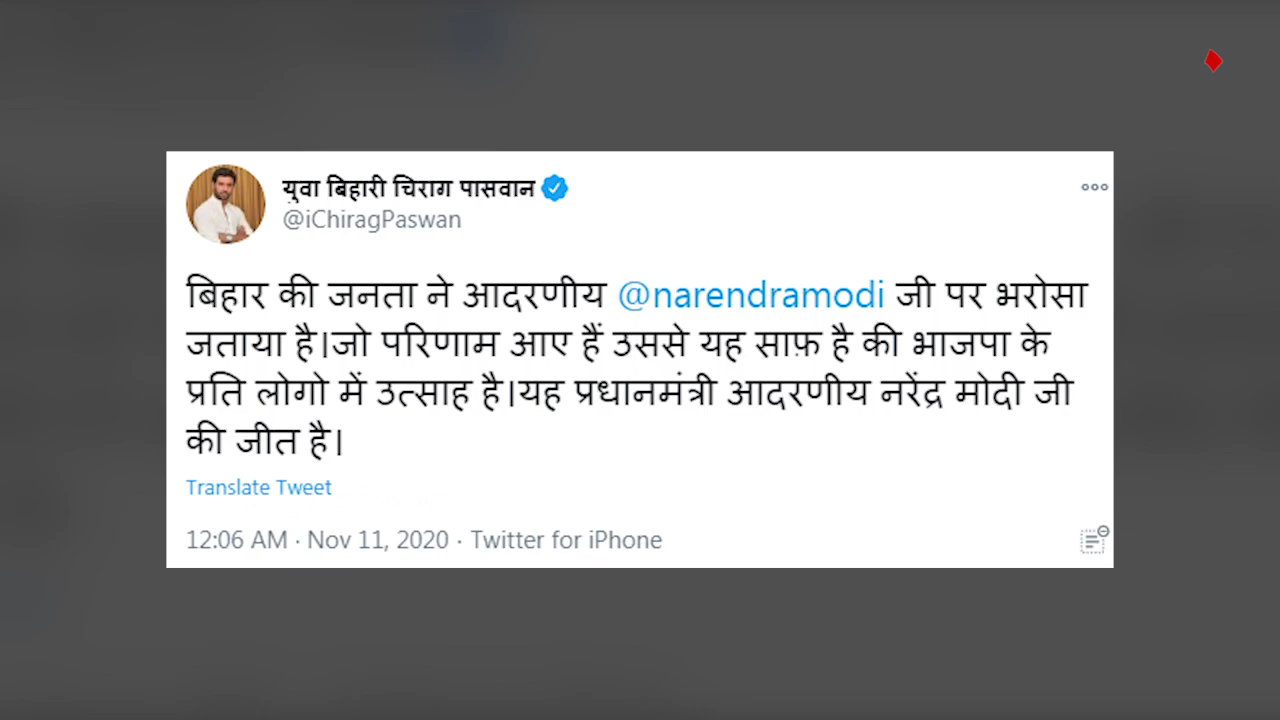 युवा बिहारी चिराग पासवान
@iChiragPaswan
बिहार की जनता ने आदरणीय @narendramodi जी पर भरोसा
जताया है।जो परिणाम आए हैं उससे यह साफ़ है की भाजपा के
प्रति लोगो में उत्साह है।यह प्रधानमंत्री आदरणीय नरेंद्र मोदी जी
की जीत है।
Translate Tweet
12:06 AM · Nov 11, 2020 · Twitter for iPhone